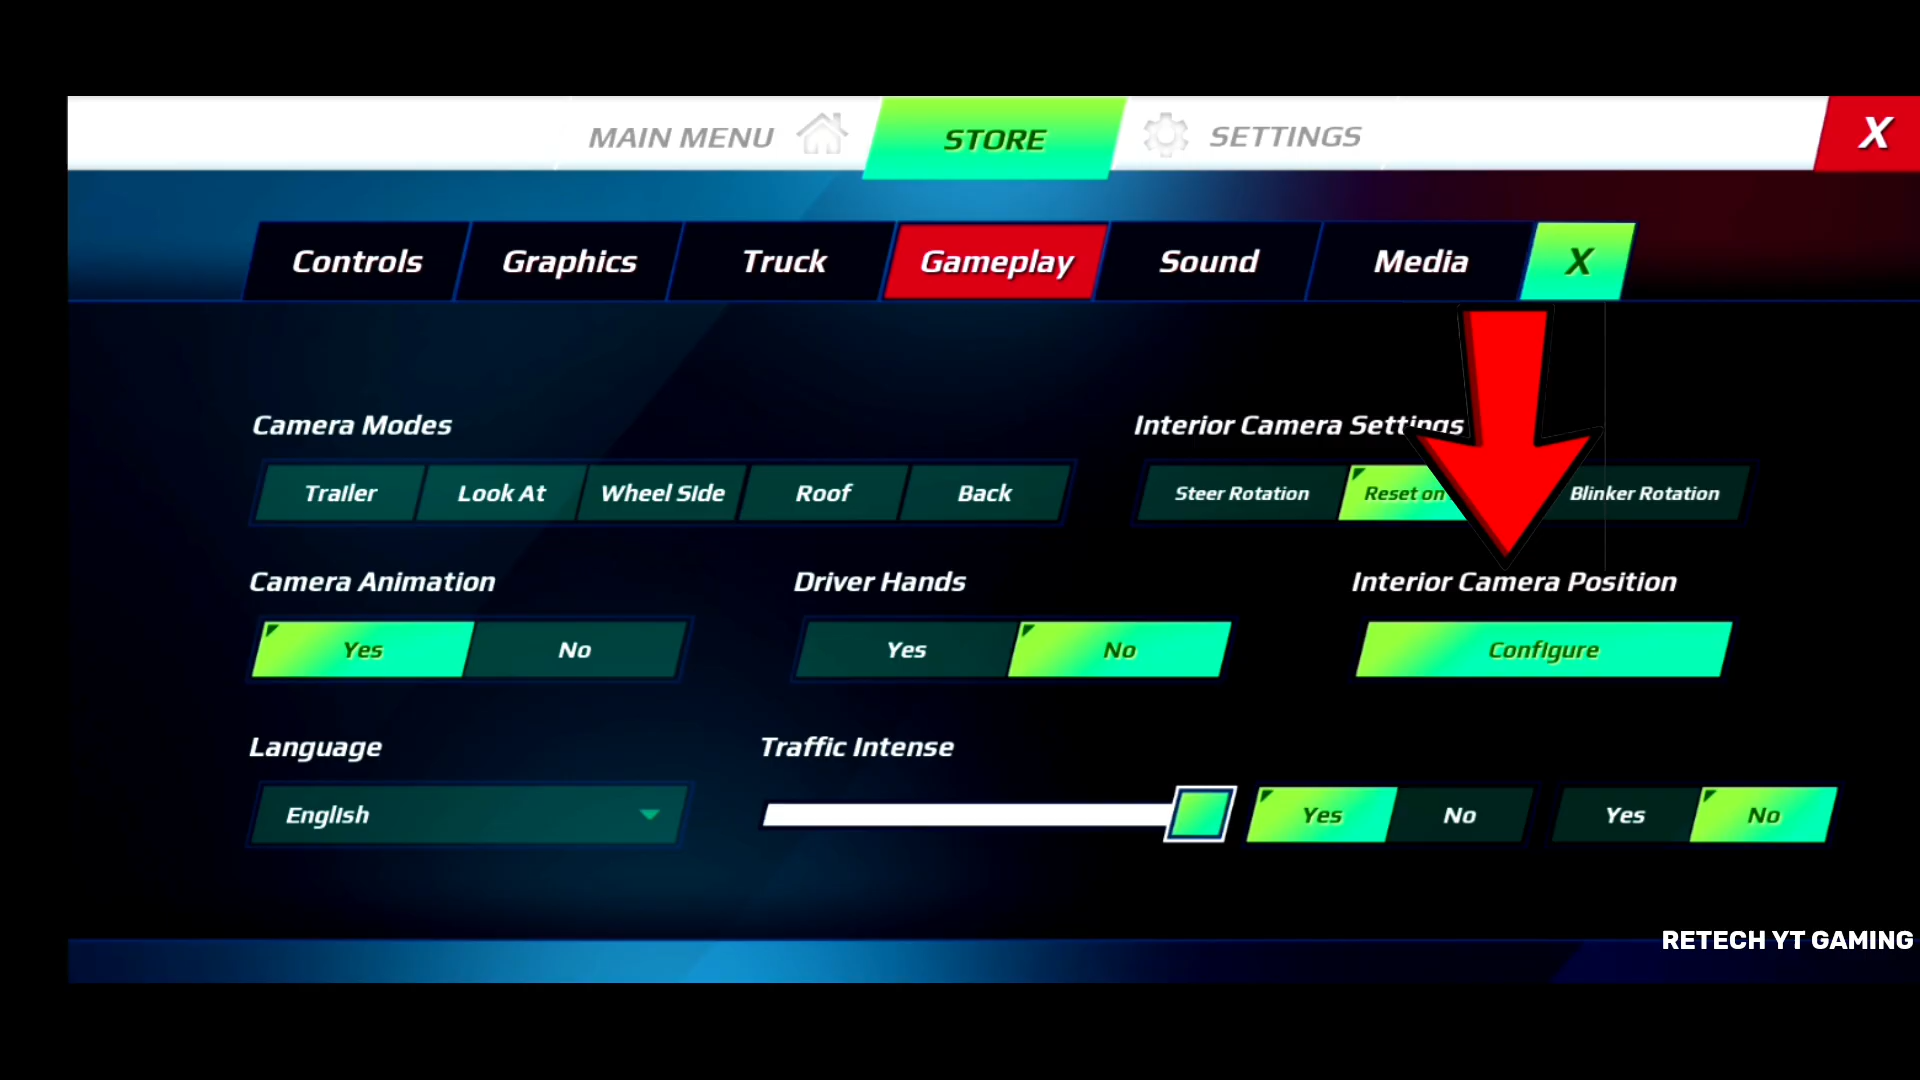 MAIN MENU STORE SETTINGS X
Controls Graphics Truck Gameplay Sound Media X
Camera Modes Interior Camera Settings
Trailer Look At Wheel Side Roof Back Steer Rotation Reset on Blinker Rotation
Camera Animation Driver Hands Interior Camera Position
Yes No Yes No Configure
Language Traffic Intense
English Yes No Yes No
RETECH YT GAMING